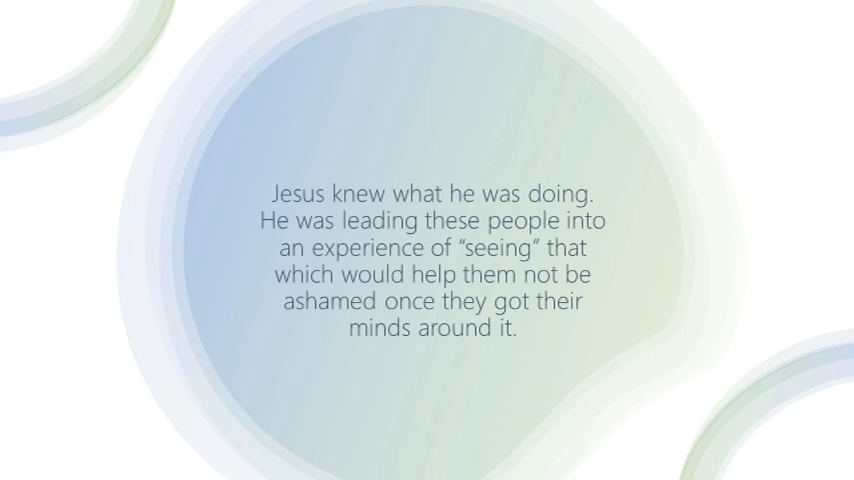 Jesus knew what he was doing.
He was leading these people into
an experience of “seeing” that
which would help them not be
ashamed once they got their
minds around it.